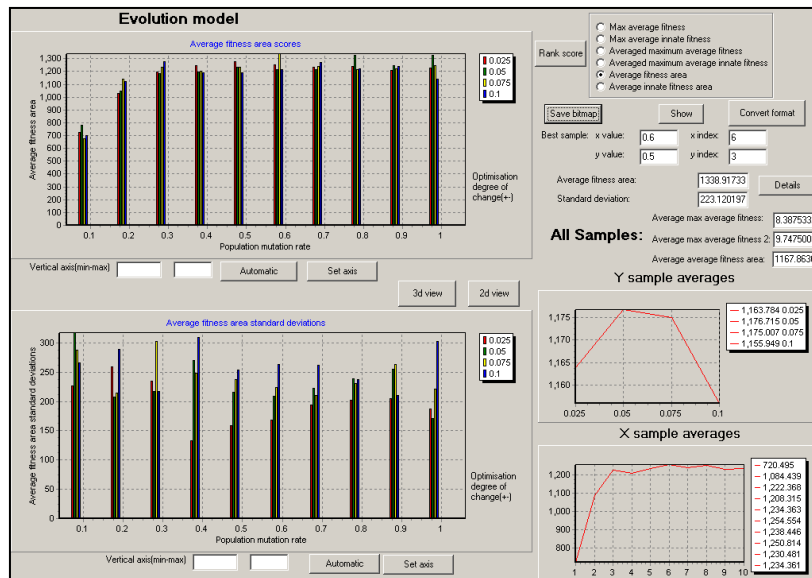 Evolution model
Average fitness area scores
1,300
1,200
1,100
1,000
900
800
700
600
500
400
300
200
100
0
Average fitness area
0.1 0.2 0.3 0.4 0.5 0.6 0.7 0.8 0.9 1
Population mutation rate
0.025
0.05
0.075
0.1
Optimisation
degree of
change(+-)
Vertical axis(min-max)
Automatic
Set axis
3d view
2d view
Average fitness area standard deviations
300
250
200
150
100
50
0
Average fitness area standard deviations
0.1 0.2 0.3 0.4 0.5 0.6 0.7 0.8 0.9 1
Population mutation rate
0.025
0.05
0.075
0.1
Optimisation
degree of
change(+-)
Vertical axis(min-max)
Automatic
Set axis
Rank score
Max average fitness
Max average innate fitness
Averaged maximum average fitness
Averaged maximum average innate fitness
Average fitness area
Average innate fitness area
Save bitmap
Show
Convert format
Best sample: x value: 0.6 x index: 6
y value: 0.5 y index: 3
Average fitness area: 1338.91733
Standard deviation: 223.120197
Details
All Samples:
Average max average fitness: 8.387533
Average max average fitness 2: 9.747500
Average average fitness area: 1167.863
Y sample averages
1,175
1,170
1,165
1,160
0.025 0.05 0.075 0.1
1,163.784 0.025
1,176.715 0.05
1,175.007 0.075
1,155.949 0.1
X sample averages
1,200
1,100
1,000
900
800
1 2 3 4 5 6 7 8 9 10
720.495
1,084.439
1,222.368
1,208.315
1,234.363
1,254.554
1,238.446
1,250.814
1,230.481
1,234.361